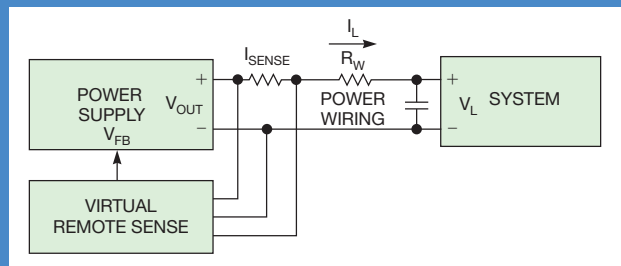 I_L
I_SENSE
R_W
+
POWER
SUPPLY
V_FB
V_OUT
−
POWER
WIRING
+
V_L
−
SYSTEM
VIRTUAL
REMOTE SENSE